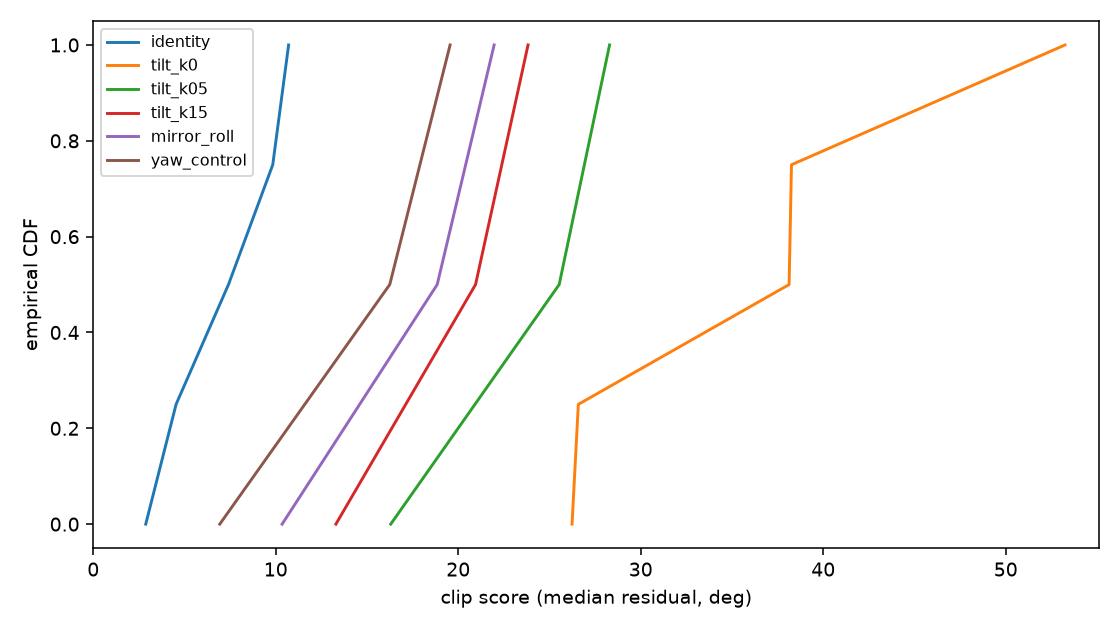 identity
tilt_k0
tilt_k05
tilt_k15
mirror_roll
yaw_control
1.0
0.8
0.6
0.4
0.2
0.0
empirical CDF
0 10 20 30 40 50
clip score (median residual, deg)